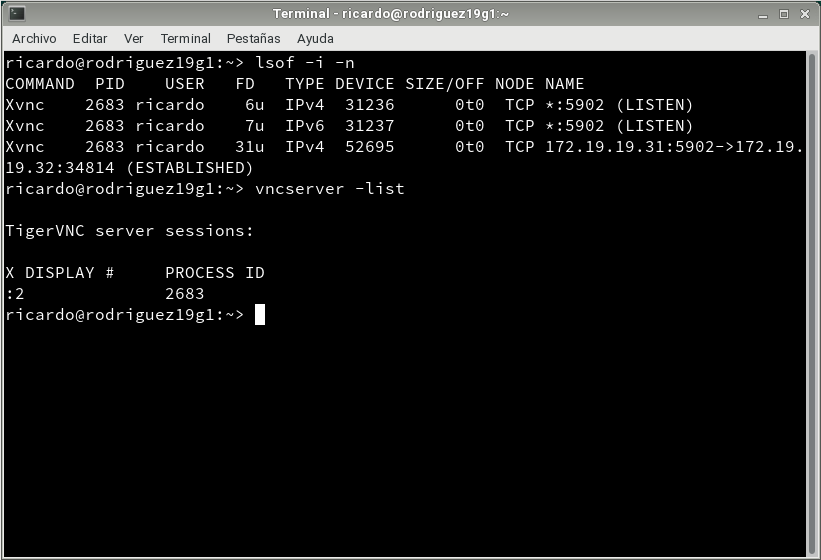 Terminal - ricardo@rodriguez19g1:~
Archivo Editar Ver Terminal Pestañas Ayuda
ricardo@rodriguez19g1:~> lsof -i -n
COMMAND  PID    USER   FD   TYPE DEVICE SIZE/OFF NODE NAME
Xvnc    2683 ricardo    6u  IPv4  31236      0t0  TCP *:5902 (LISTEN)
Xvnc    2683 ricardo    7u  IPv6  31237      0t0  TCP *:5902 (LISTEN)
Xvnc    2683 ricardo   31u  IPv4  52695      0t0  TCP 172.19.19.31:5902->172.19.
19.32:34814 (ESTABLISHED)
ricardo@rodriguez19g1:~> vncserver -list
TigerVNC server sessions:
X DISPLAY #     PROCESS ID
:2              2683
ricardo@rodriguez19g1:~>